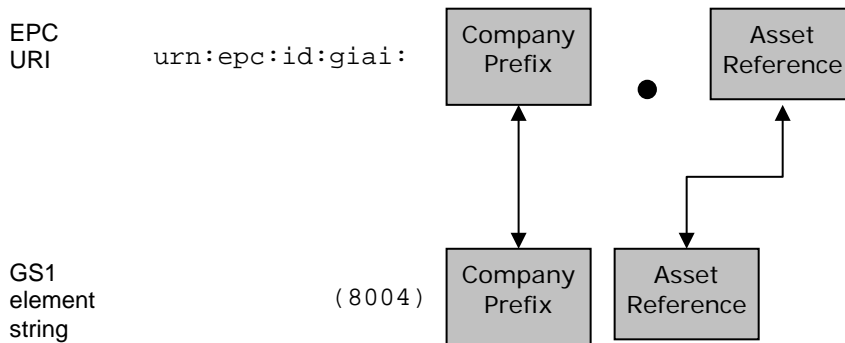 EPC
URI
urn:epc:id:giai:
Company
Prefix
Asset
Reference
GS1
element
string
(8004)
Company
Prefix
Asset
Reference